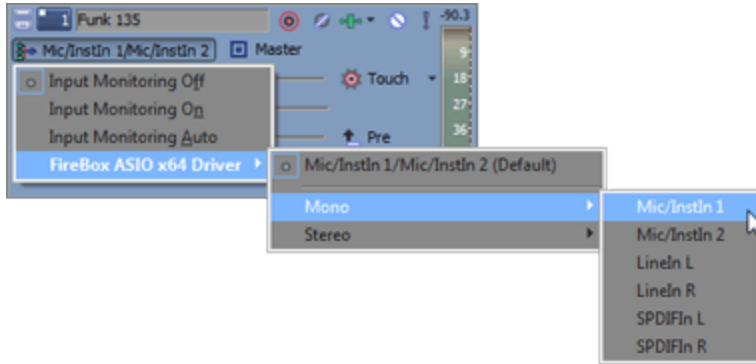 1 Funk 135 -90.3
Mic/InstIn 1/Mic/InstIn 2 Master 9
Input Monitoring Off Touch 18
Input Monitoring On 27
Input Monitoring Auto Pre 36
FireBox ASIO x64 Driver Mic/InstIn 1/Mic/InstIn 2 (Default)
Mono Mic/InstIn 1
Stereo Mic/InstIn 2
LineIn L
LineIn R
SPDIFIn L
SPDIFIn R